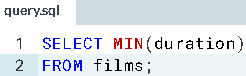 query.sql
1 SELECT MIN(duration)
2 FROM films;